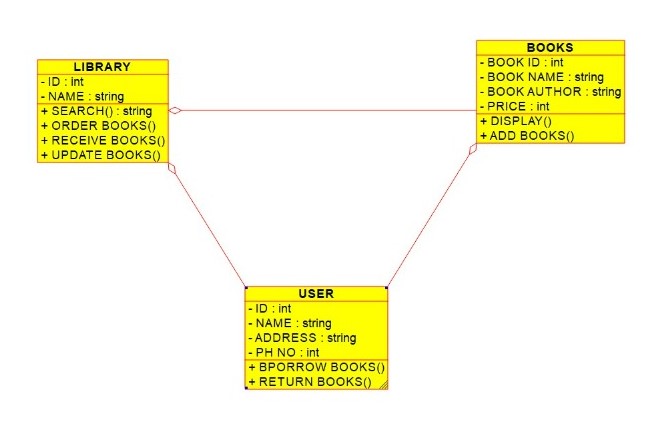 LIBRARY
- ID : int
- NAME : string
+ SEARCH() : string
+ ORDER BOOKS()
+ RECEIVE BOOKS()
+ UPDATE BOOKS()
BOOKS
- BOOK ID : int
- BOOK NAME : string
- BOOK AUTHOR : string
- PRICE : int
+ DISPLAY()
+ ADD BOOKS()
USER
- ID : int
- NAME : string
- ADDRESS : string
- PH NO : int
+ BPORROW BOOKS()
+ RETURN BOOKS()